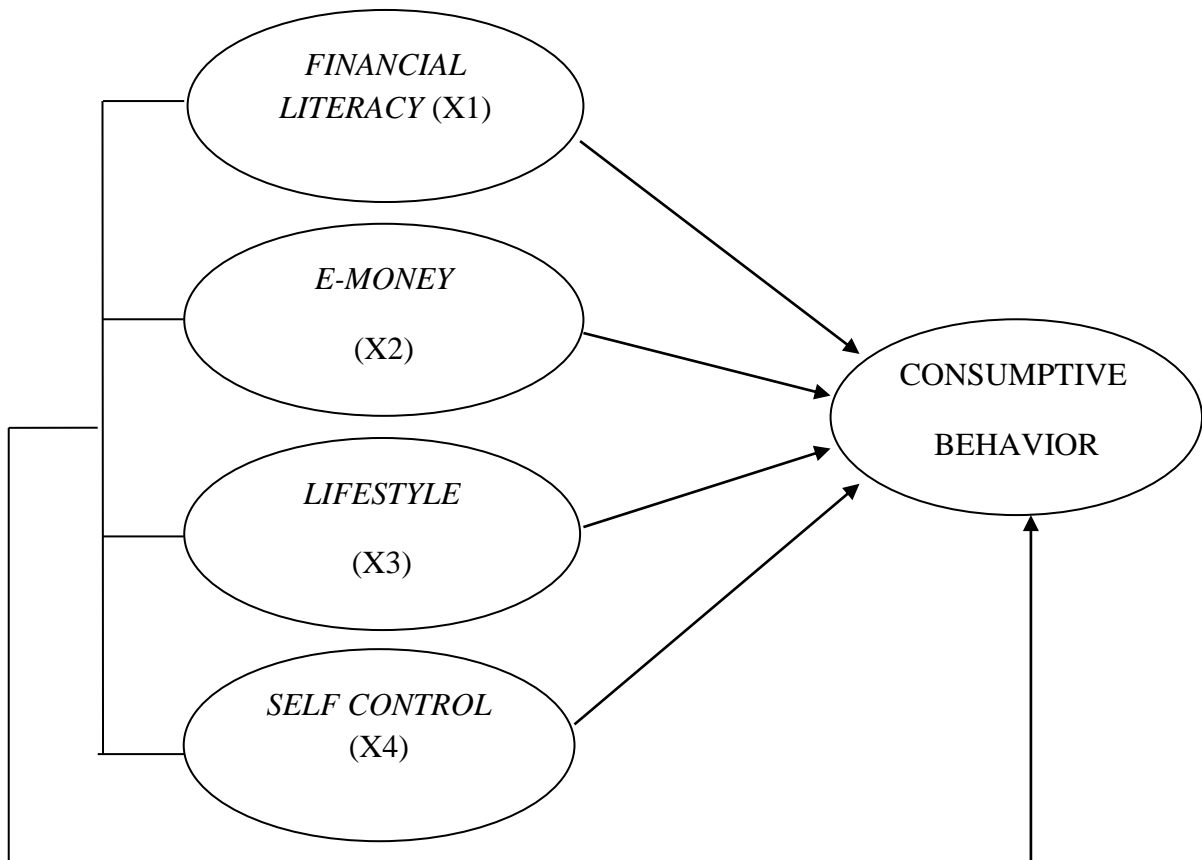 FINANCIAL
LITERACY (X1)
E-MONEY
(X2)
LIFESTYLE
(X3)
SELF CONTROL
(X4)
CONSUMPTIVE
BEHAVIOR